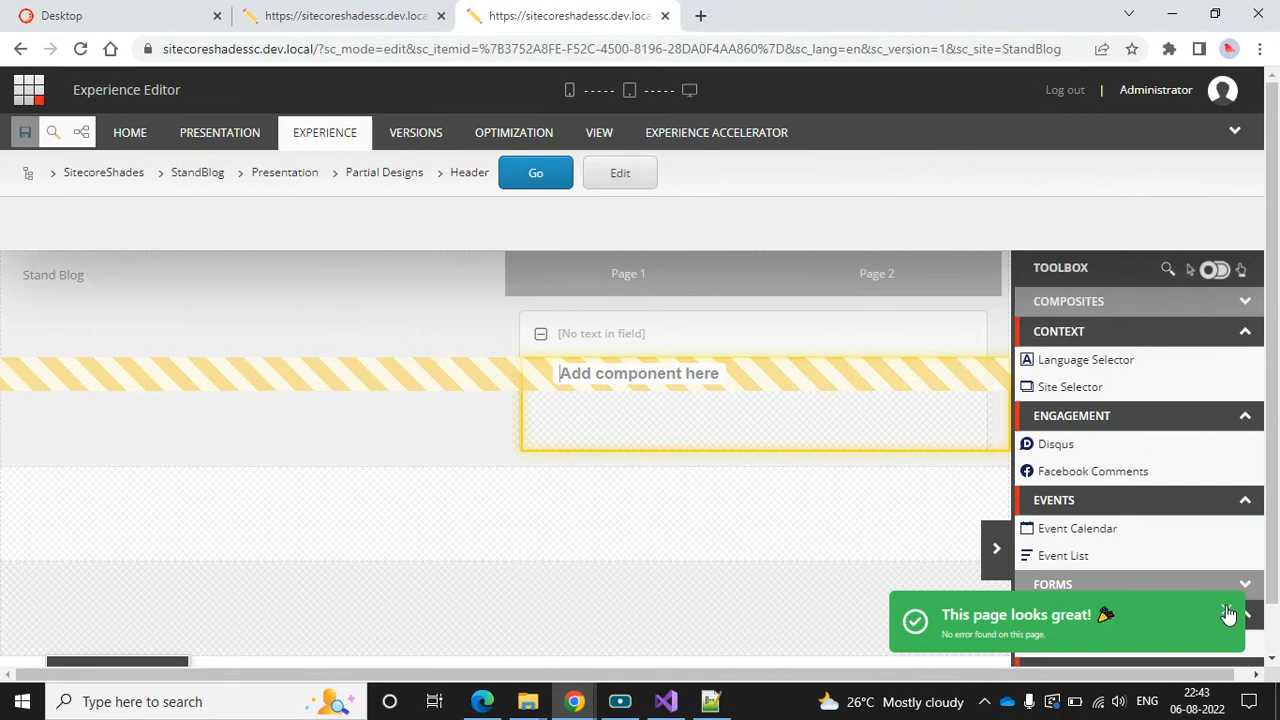 Desktop
https://sitecoreshadessc.dev.loca
https://sitecoreshadessc.dev.loca
sitecoreshadessc.dev.local/?sc_mode=edit&sc_itemid=%7B3752A8FE-F52C-4500-8196-28DA0F4AA860%7D&sc_lang=en&sc_version=1&sc_site=StandBlog
Experience Editor
Log out | Administrator
HOME PRESENTATION EXPERIENCE VERSIONS OPTIMIZATION VIEW EXPERIENCE ACCELERATOR
SitecoreShades StandBlog Presentation Partial Designs Header Go Edit
Stand Blog
Page 1 Page 2
[No text in field]
Add component here
TOOLBOX
COMPOSITES
CONTEXT
Language Selector
Site Selector
ENGAGEMENT
Disqus
Facebook Comments
EVENTS
Event Calendar
Event List
FORMS
This page looks great!
No error found on this page.
Type here to search
26°C Mostly cloudy
ENG
22:43
06-08-2022